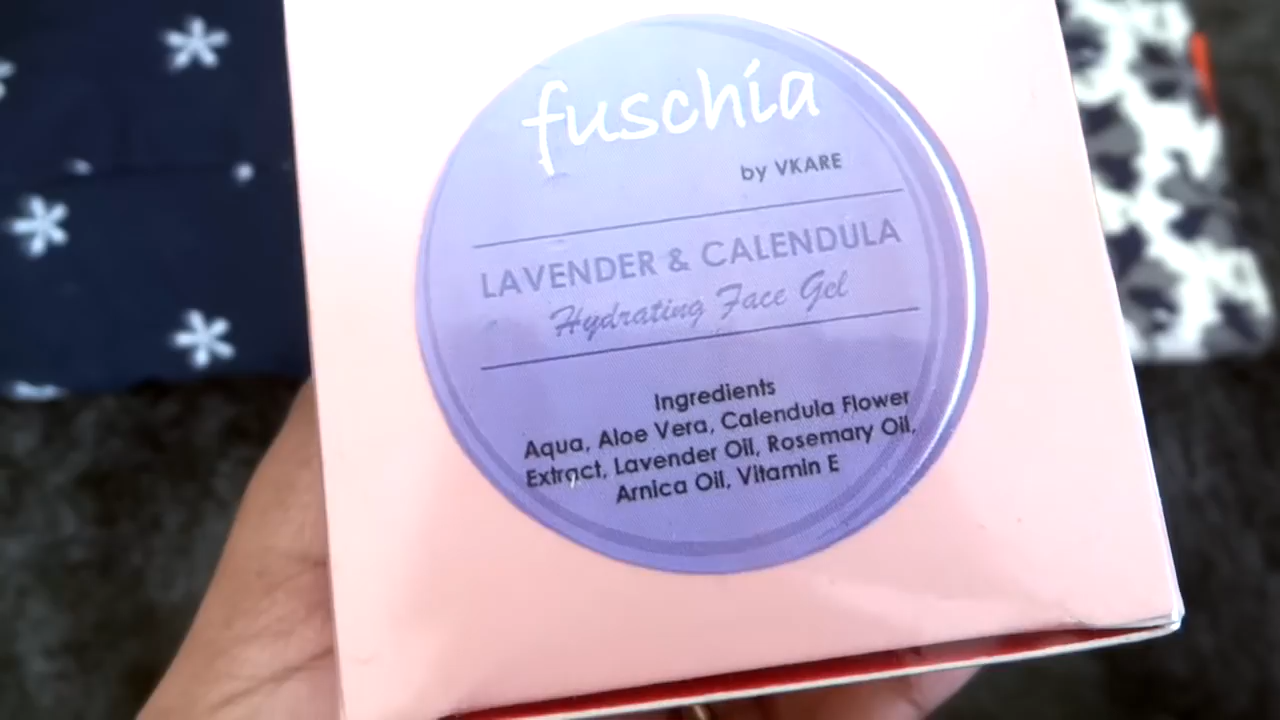 fuschia
by VKARE
LAVENDER & CALENDULA
Hydrating Face Gel
Ingredients
Aqua, Aloe Vera, Calendula Flower
Extract, Lavender Oil, Rosemary Oil,
Arnica Oil, Vitamin E